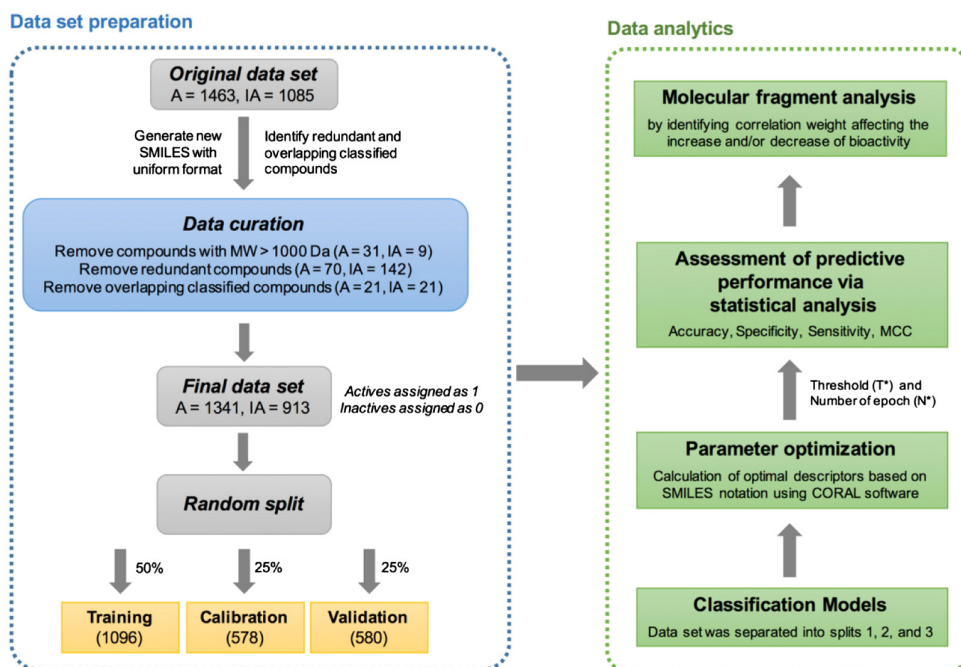 Data set preparation
Original data set
A = 1463, IA = 1085
Generate new
SMILES with
uniform format
Identify redundant and
overlapping classified
compounds
Data curation
Remove compounds with MW > 1000 Da (A = 31, IA = 9)
Remove redundant compounds (A = 70, IA = 142)
Remove overlapping classified compounds (A = 21, IA = 21)
Final data set
A = 1341, IA = 913
Actives assigned as 1
Inactives assigned as 0
Random split
50%
25%
25%
Training
(1096)
Calibration
(578)
Validation
(580)
Data analytics
Molecular fragment analysis
by identifying correlation weight affecting the
increase and/or decrease of bioactivity
Assessment of predictive
performance via
statistical analysis
Accuracy, Specificity, Sensitivity, MCC
Threshold (T*) and
Number of epoch (N*)
Parameter optimization
Calculation of optimal descriptors based on
SMILES notation using CORAL software
Classification Models
Data set was separated into splits 1, 2, and 3